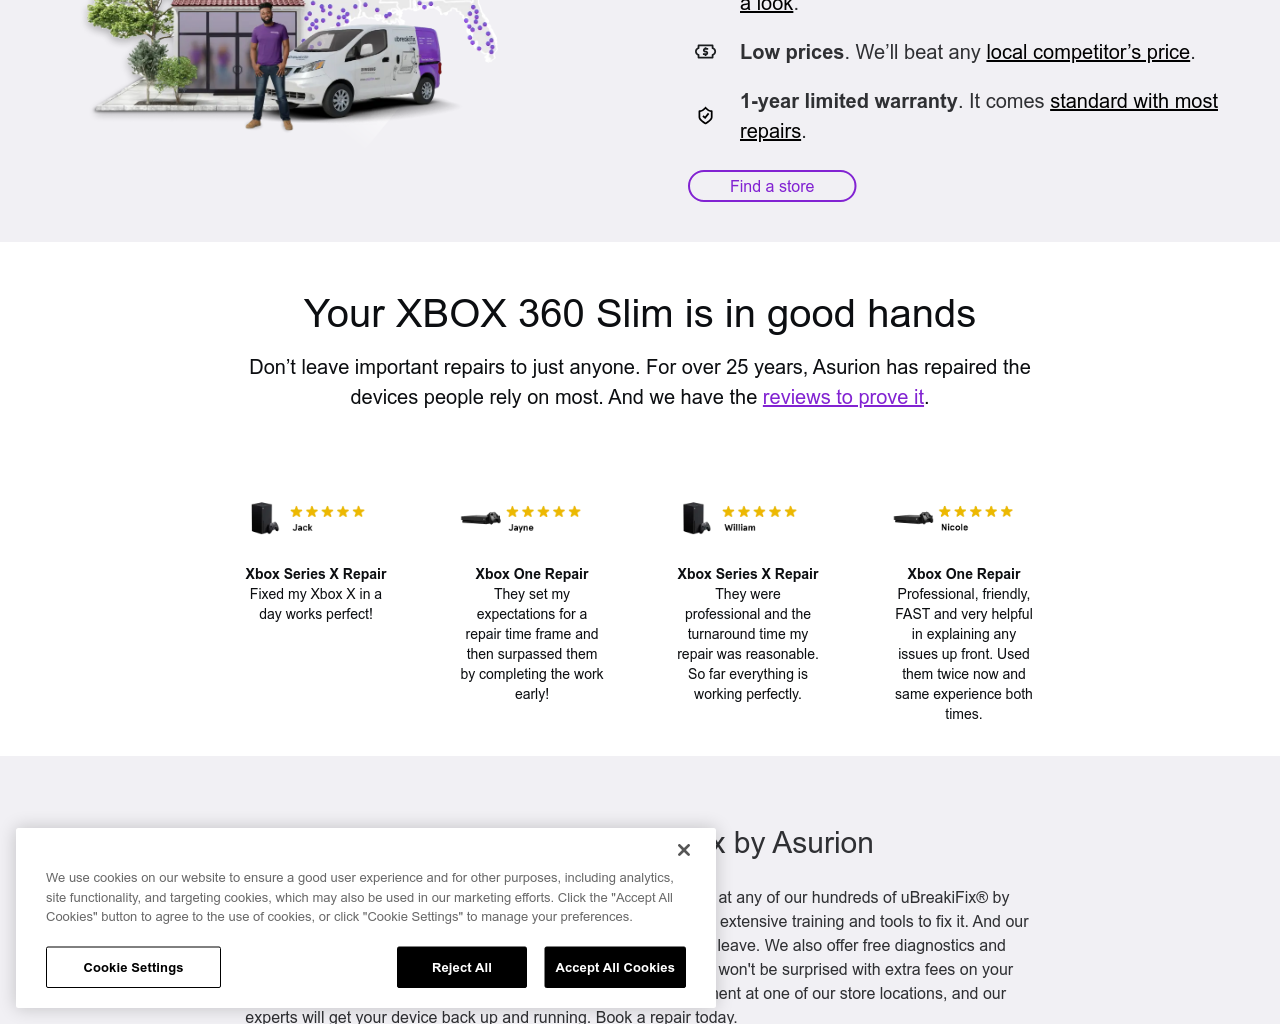 a look.
Low prices. We’ll beat any local competitor’s price.
1-year limited warranty. It comes standard with most
repairs.
Find a store
Your XBOX 360 Slim is in good hands
Don’t leave important repairs to just anyone. For over 25 years, Asurion has repaired the
devices people rely on most. And we have the reviews to prove it.
Jack
Jayne
William
Nicole
Xbox Series X Repair
Fixed my Xbox X in a
day works perfect!
Xbox One Repair
They set my
expectations for a
repair time frame and
then surpassed them
by completing the work
early!
Xbox Series X Repair
They were
professional and the
turnaround time my
repair was reasonable.
So far everything is
working perfectly.
Xbox One Repair
Professional, friendly,
FAST and very helpful
in explaining any
issues up front. Used
them twice now and
same experience both
times.
x by Asurion
at any of our hundreds of uBreakiFix® by
extensive training and tools to fix it. And our
leave. We also offer free diagnostics and
won't be surprised with extra fees on your
at one of our store locations, and our
experts will get your device back up and running. Book a repair today.
We use cookies on our website to ensure a good user experience and for other purposes, including analytics,
site functionality, and targeting cookies, which may also be used in our marketing efforts. Click the "Accept All
Cookies" button to agree to the use of cookies, or click "Cookie Settings" to manage your preferences.
Cookie Settings
Reject All
Accept All Cookies